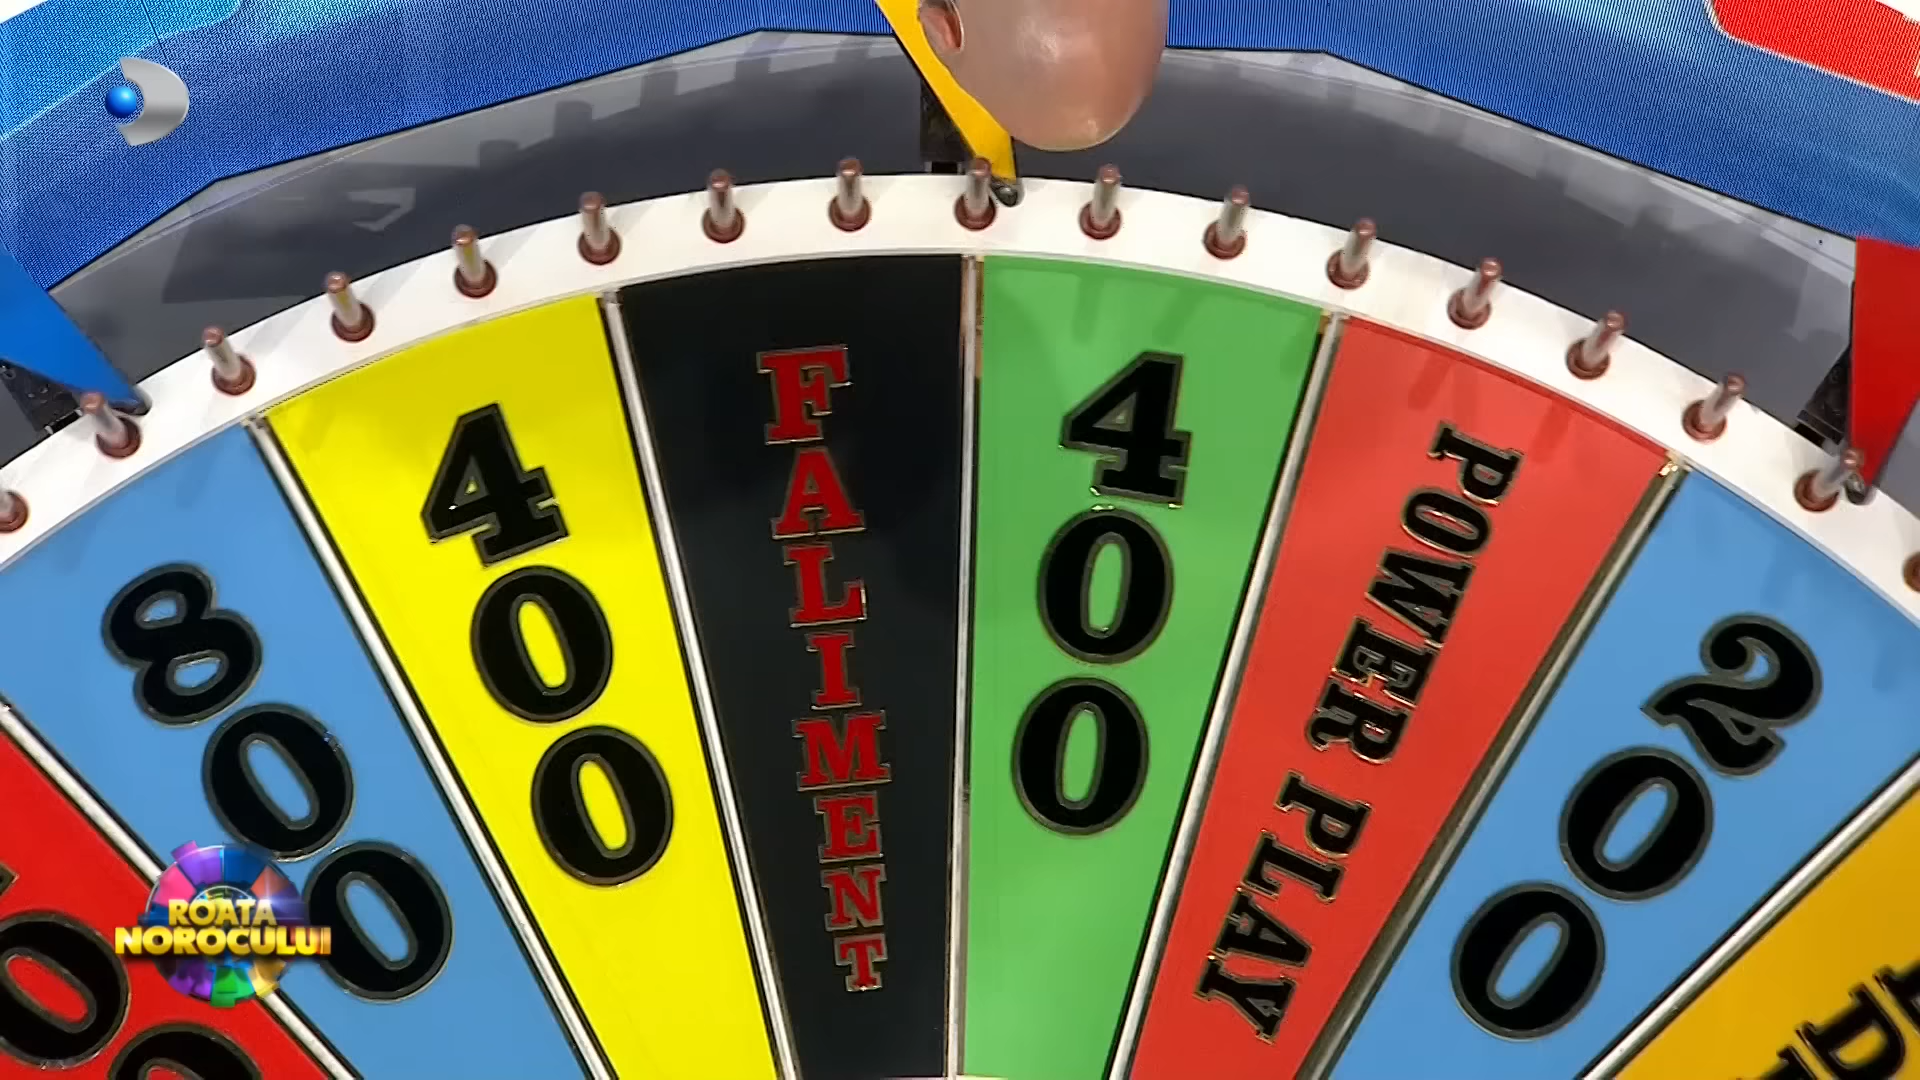 800
400
FALIMENT
400
POWER PLAY
200
ROATA
NOROCULUI